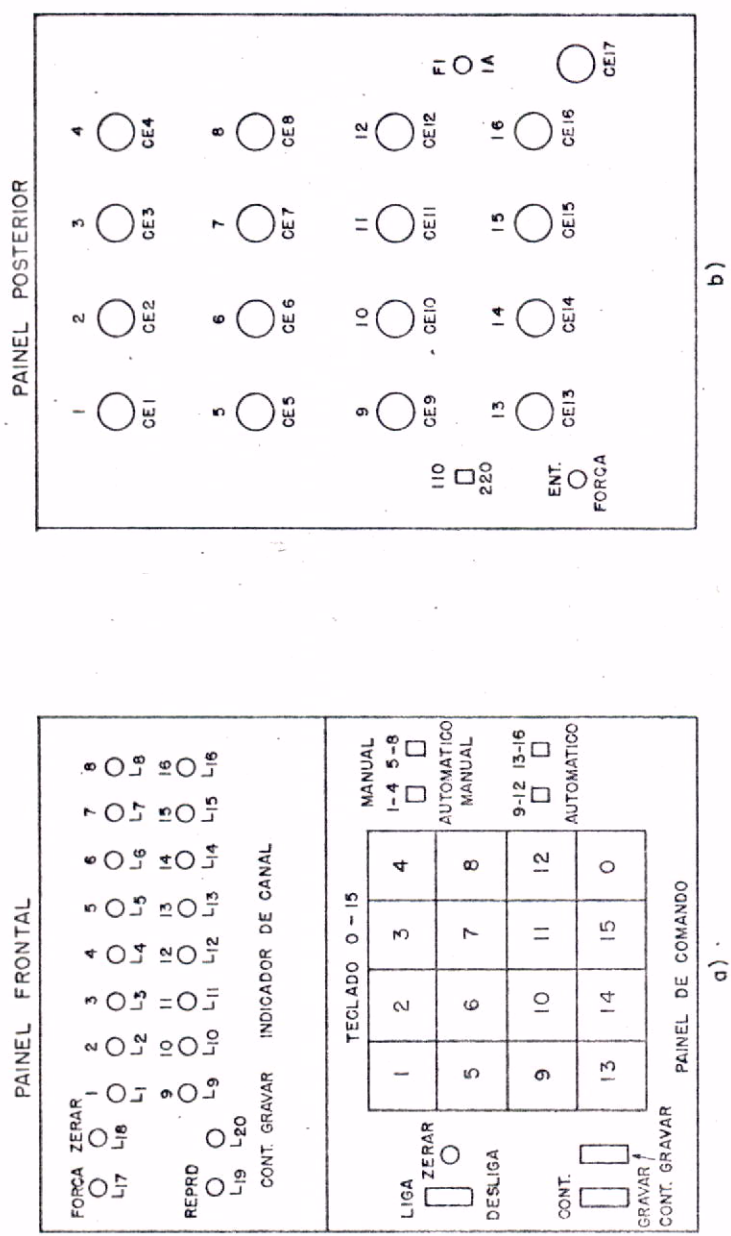 PAINEL FRONTAL
FORÇA ZERAR
L17 L18
1 2 3 4 5 6 7 8
L1 L2 L3 L4 L5 L6 L7 L8
9 10 11 12 13 14 15 16
L9 L10 L11 L12 L13 L14 L15 L16
REPRD
L19 L20
CONT. GRAVAR INDICADOR DE CANAL
TECLADO 0-15
LIGA
ZERAR
DESLIGA
CONT.
GRAVAR
CONT. GRAVAR
1 2 3 4
5 6 7 8
9 10 11 12
13 14 15 0
MANUAL
1-4 5-8
AUTOMATICO
MANUAL
9-12 13-16
AUTOMATICO
PAINEL DE COMANDO
a)
PAINEL POSTERIOR
1 2 3 4
CE1 CE2 CE3 CE4
5 6 7 8
CE5 CE6 CE7 CE8
9 10 11 12
CE9 CE10 CE11 CE12
13 14 15 16
CE13 CE14 CE15 CE16
110
220
ENT.
FORÇA
F1
1A
CE17
b)